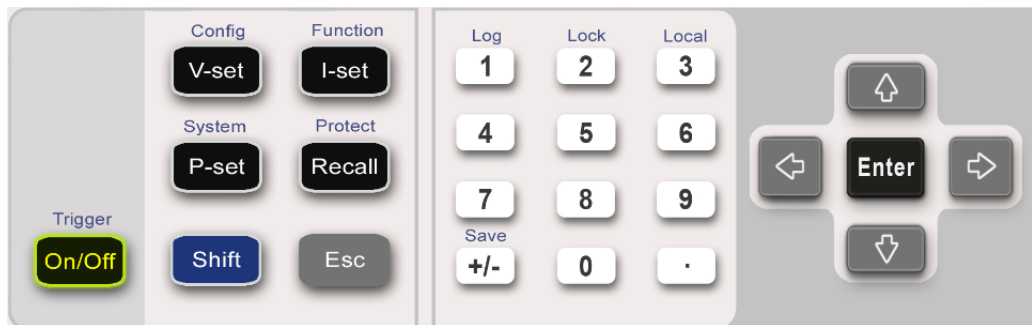 Config Function
V-set I-set
System Protect
P-set Recall
Trigger
On/Off Shift Esc
Log Lock Local
1 2 3
4 5 6
7 8 9
Save
+/- 0 .
Enter